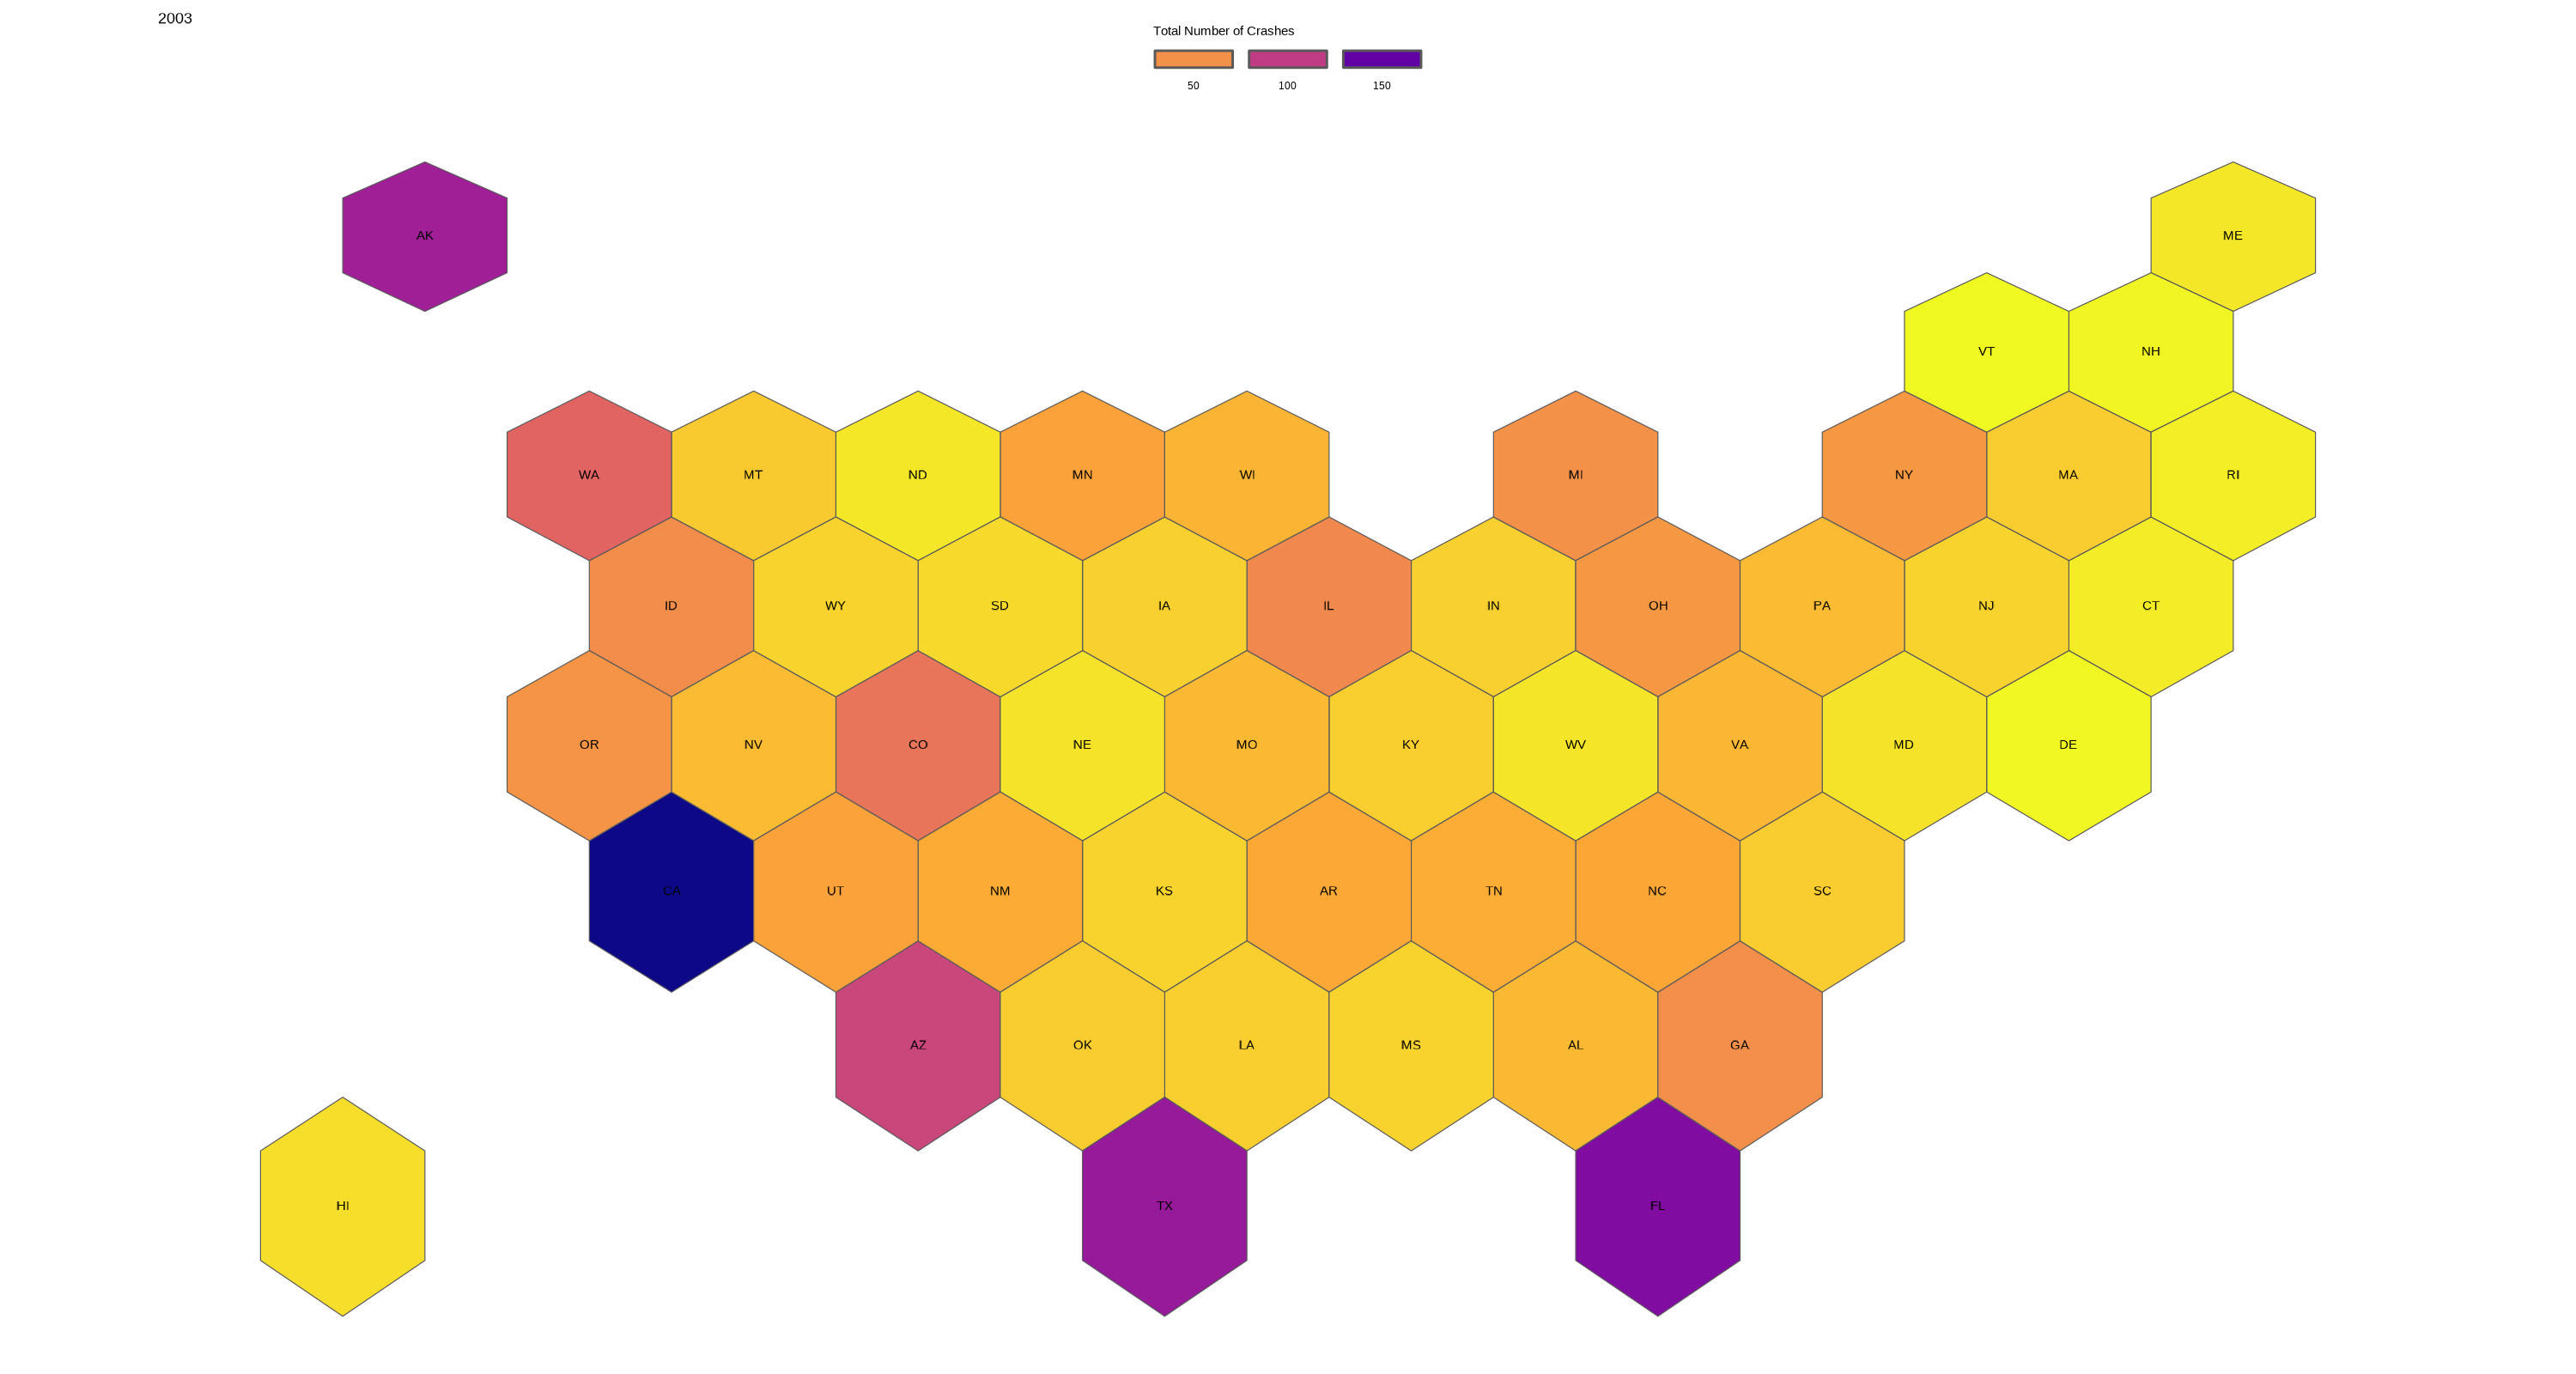 2003
Total Number of Crashes
50 100 150
AK ME
VT NH
WA MT ND MN WI MI NY MA RI
ID WY SD IA IL IN OH PA NJ CT
OR NV CO NE MO KY WV VA MD DE
CA UT NM KS AR TN NC SC
AZ OK LA MS AL GA
HI TX FL